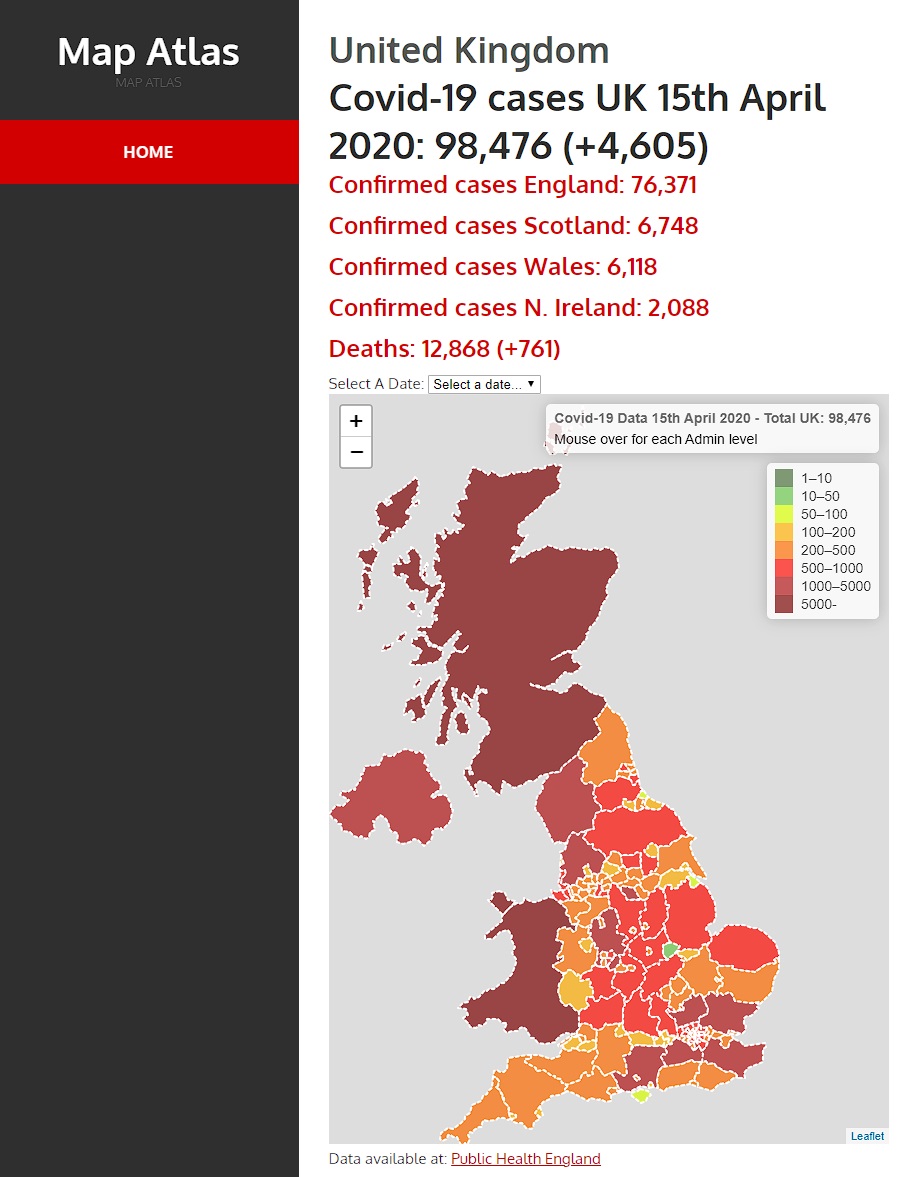 Map Atlas
MAP ATLAS
HOME
United Kingdom
Covid-19 cases UK 15th April
2020: 98,476 (+4,605)
Confirmed cases England: 76,371
Confirmed cases Scotland: 6,748
Confirmed cases Wales: 6,118
Confirmed cases N. Ireland: 2,088
Deaths: 12,868 (+761)
Select A Date: Select a date...
+
−
Covid-19 Data 15th April 2020 - Total UK: 98,476
Mouse over for each Admin level
1–10
10–50
50–100
100–200
200–500
500–1000
1000–5000
5000-
Leaflet
Data available at: Public Health England